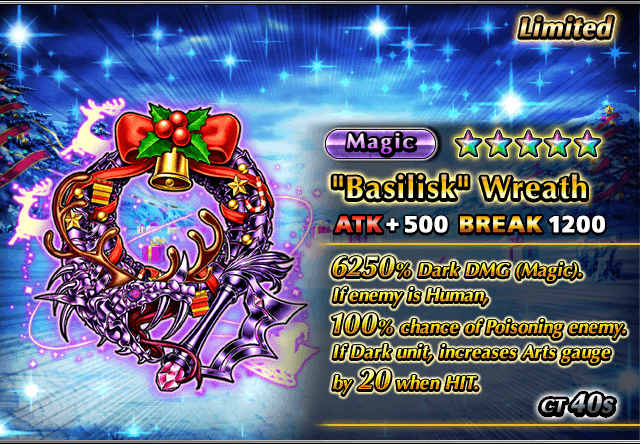 Limited
Magic
"Basilisk" Wreath
ATK+500 BREAK 1200
6250% Dark DMG (Magic).
If enemy is Human,
100% chance of Poisoning enemy.
If Dark unit, increases Arts gauge
by 20 when HIT.
CT 40s